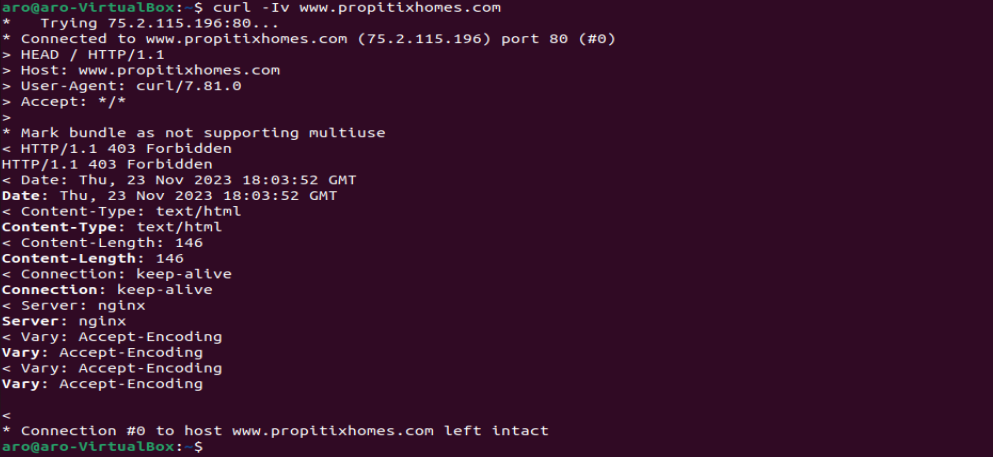 aro@aro-VirtualBox:~$ curl -Iv www.propitixhomes.com
*   Trying 75.2.115.196:80...
* Connected to www.propitixhomes.com (75.2.115.196) port 80 (#0)
> HEAD / HTTP/1.1
> Host: www.propitixhomes.com
> User-Agent: curl/7.81.0
> Accept: */*
>
* Mark bundle as not supporting multiuse
< HTTP/1.1 403 Forbidden
HTTP/1.1 403 Forbidden
< Date: Thu, 23 Nov 2023 18:03:52 GMT
Date: Thu, 23 Nov 2023 18:03:52 GMT
< Content-Type: text/html
Content-Type: text/html
< Content-Length: 146
Content-Length: 146
< Connection: keep-alive
Connection: keep-alive
< Server: nginx
Server: nginx
< Vary: Accept-Encoding
Vary: Accept-Encoding
< Vary: Accept-Encoding
Vary: Accept-Encoding
<
* Connection #0 to host www.propitixhomes.com left intact
aro@aro-VirtualBox:~$